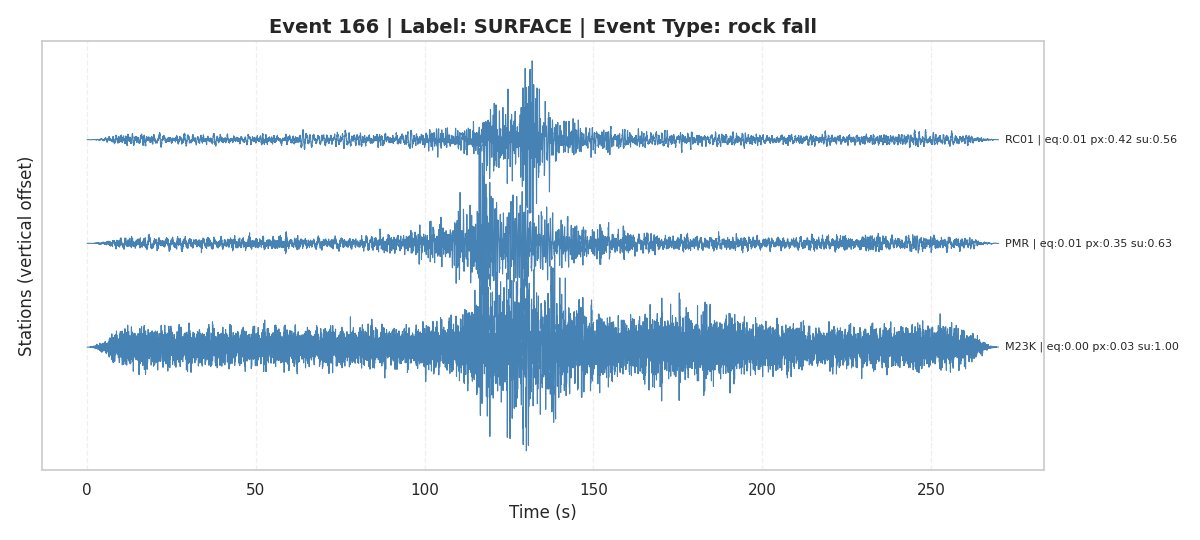 Event 166 | Label: SURFACE | Event Type: rock fall
Stations (vertical offset)
RC01 | eq:0.01 px:0.42 su:0.56
PMR | eq:0.01 px:0.35 su:0.63
M23K | eq:0.00 px:0.03 su:1.00
0 50 100 150 200 250
Time (s)